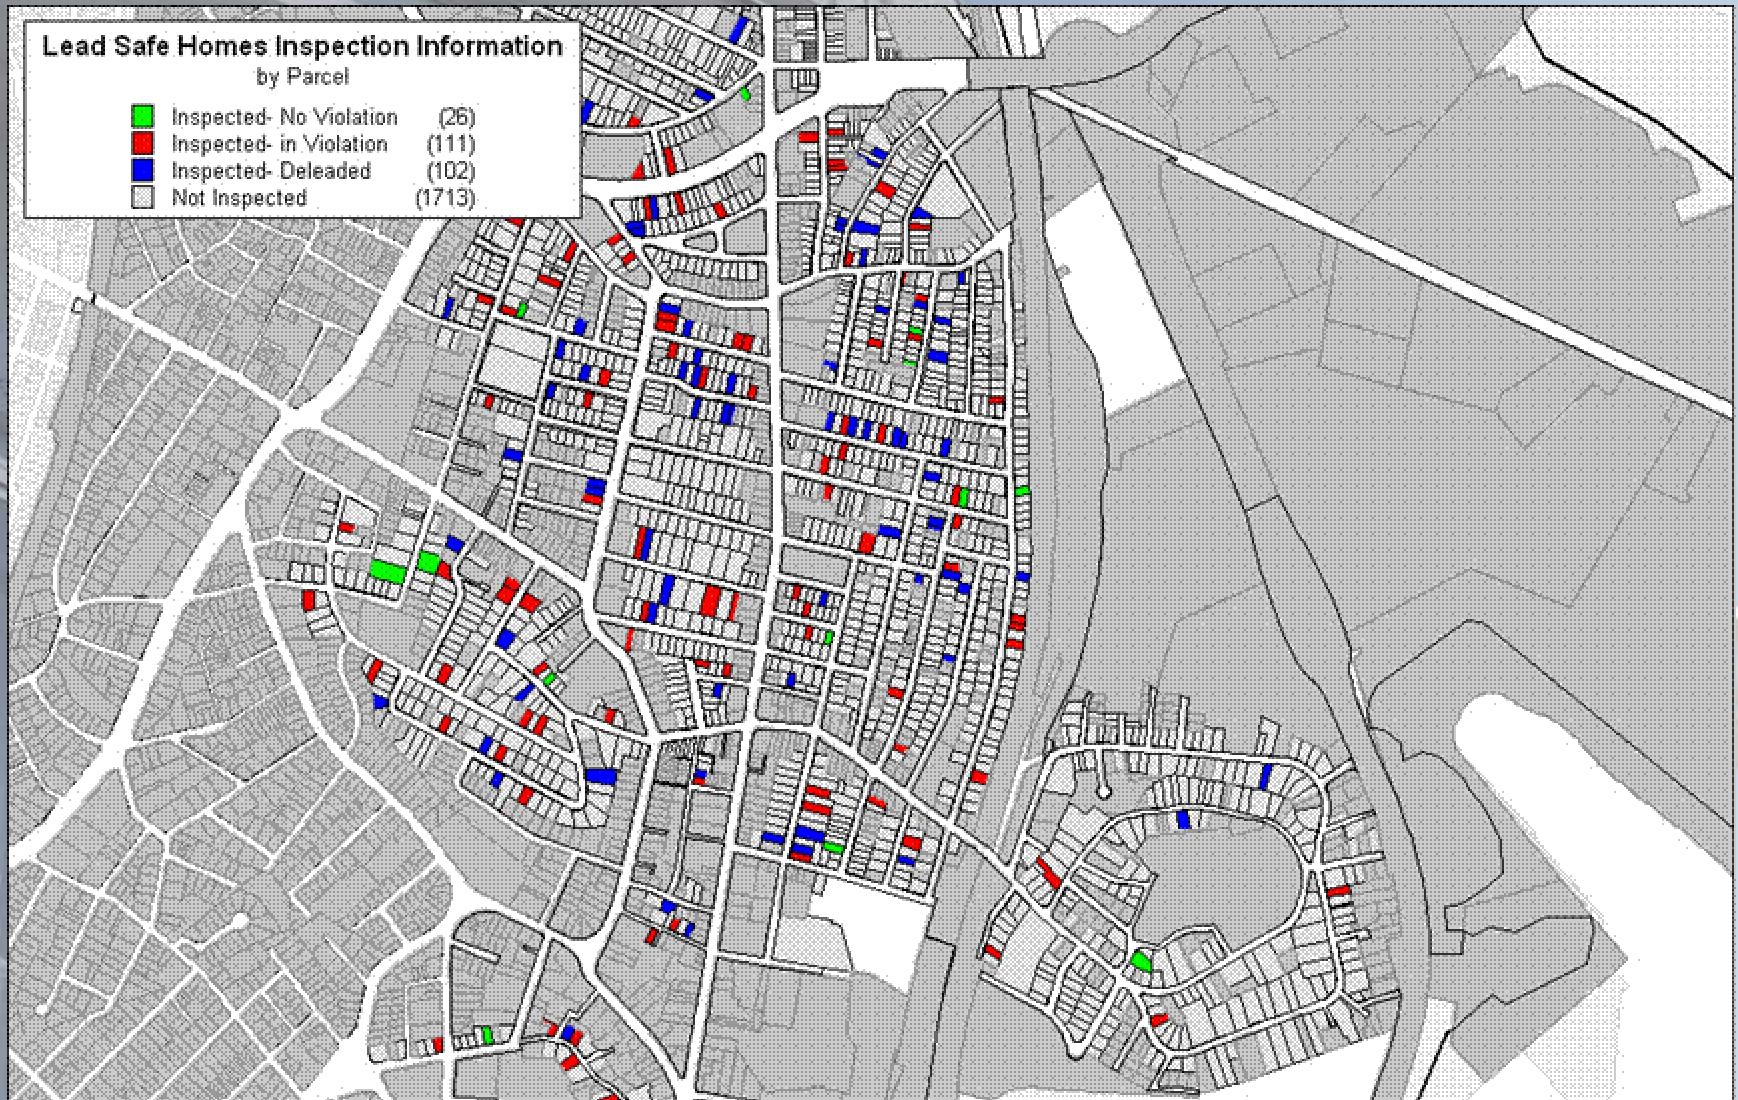 Lead Safe Homes Inspection Information
by Parcel
Inspected- No Violation (26)
Inspected- in Violation (111)
Inspected- Deleaded (102)
Not Inspected (1713)